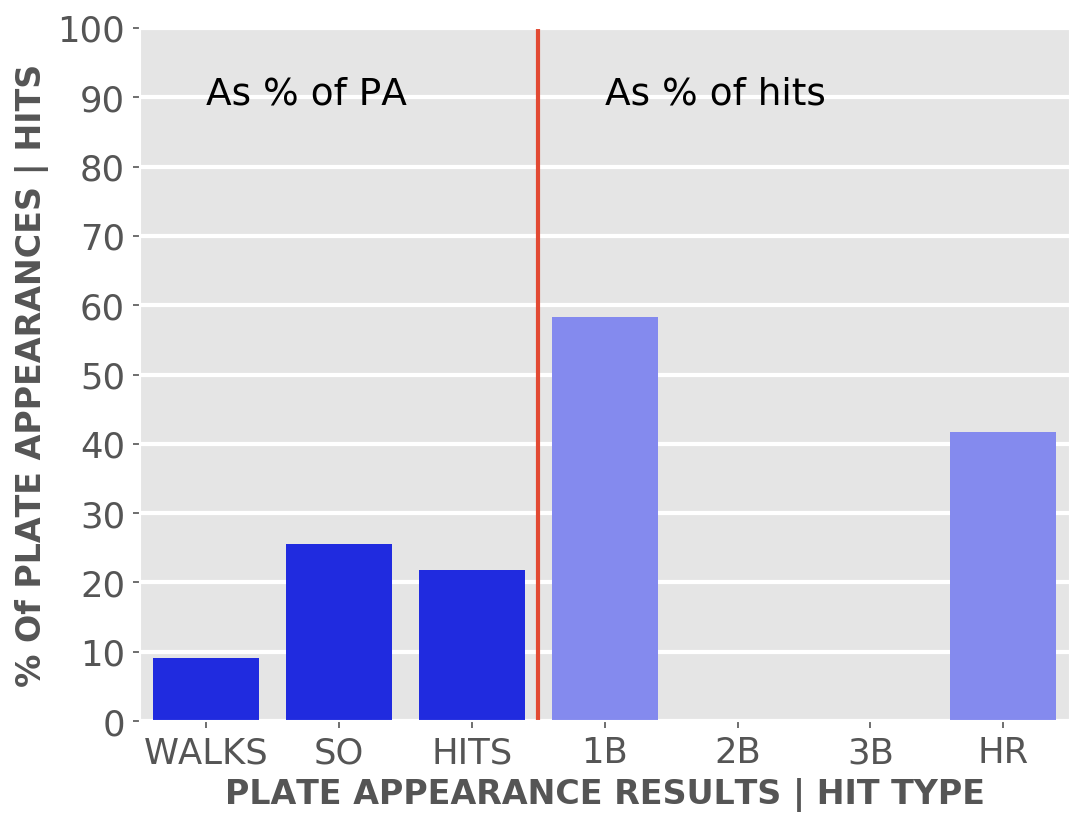 % Of PLATE APPEARANCES | HITS
100
90
80
70
60
50
40
30
20
10
0
As % of PA
As % of hits
WALKS SO HITS 1B 2B 3B HR
PLATE APPEARANCE RESULTS | HIT TYPE